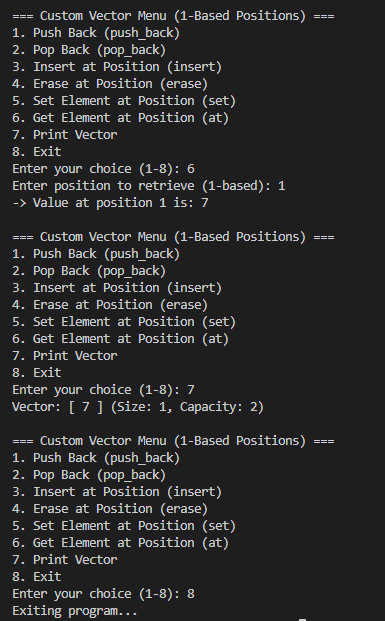 === Custom Vector Menu (1-Based Positions) ===
1. Push Back (push_back)
2. Pop Back (pop_back)
3. Insert at Position (insert)
4. Erase at Position (erase)
5. Set Element at Position (set)
6. Get Element at Position (at)
7. Print Vector
8. Exit
Enter your choice (1-8): 6
Enter position to retrieve (1-based): 1
-> Value at position 1 is: 7

=== Custom Vector Menu (1-Based Positions) ===
1. Push Back (push_back)
2. Pop Back (pop_back)
3. Insert at Position (insert)
4. Erase at Position (erase)
5. Set Element at Position (set)
6. Get Element at Position (at)
7. Print Vector
8. Exit
Enter your choice (1-8): 7
Vector: [ 7 ] (Size: 1, Capacity: 2)

=== Custom Vector Menu (1-Based Positions) ===
1. Push Back (push_back)
2. Pop Back (pop_back)
3. Insert at Position (insert)
4. Erase at Position (erase)
5. Set Element at Position (set)
6. Get Element at Position (at)
7. Print Vector
8. Exit
Enter your choice (1-8): 8
Exiting program...